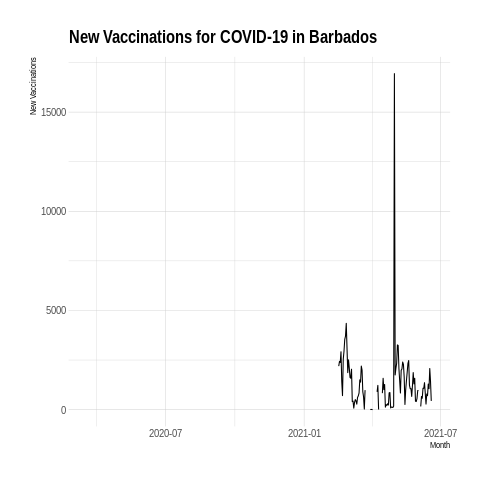 New Vaccinations for COVID-19 in Barbados
New Vaccinations
15000
10000
5000
0
2020-07 2021-01 2021-07
Month